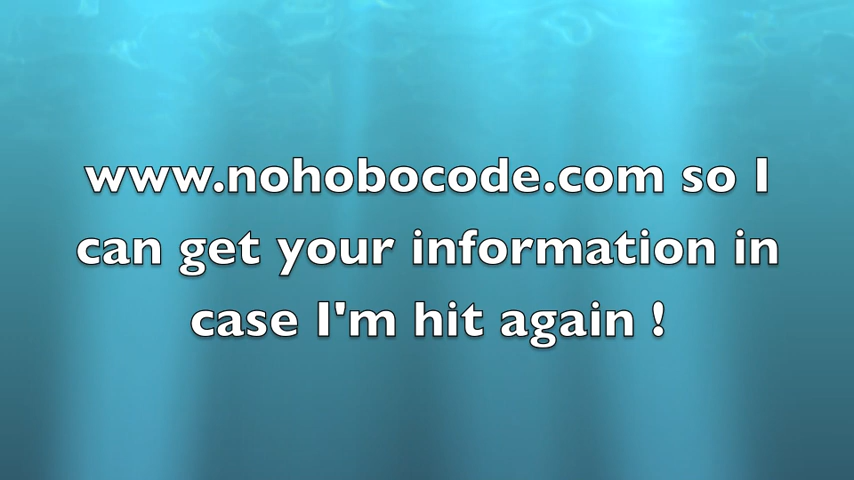 www.nohobocode.com so I
can get your information in
case I'm hit again !